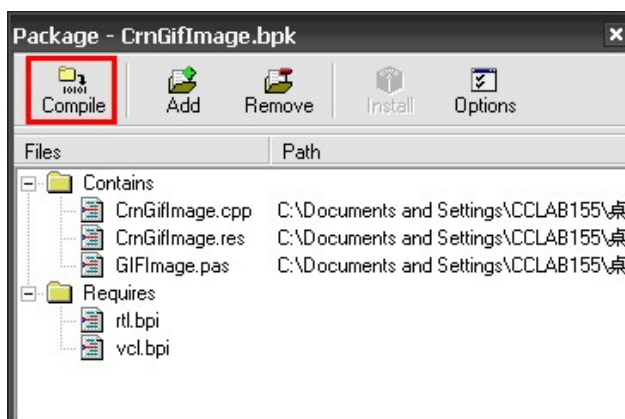 Package - CrnGifImage.bpk
Compile Add Remove Install Options
Files Path
Contains
CrnGifImage.cpp C:\Documents and Settings\CCLAB155\桌
CrnGifImage.res C:\Documents and Settings\CCLAB155\桌
GIFImage.pas C:\Documents and Settings\CCLAB155\桌
Requires
rtl.bpi
vcl.bpi